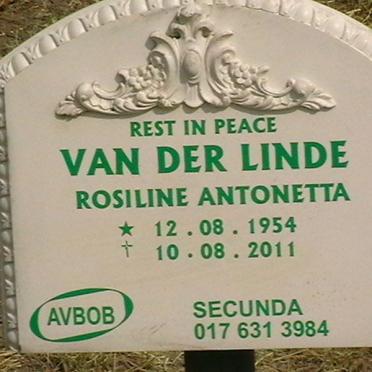 REST IN PEACE
VAN DER LINDE
ROSILINE ANTONETTA
★ 12 . 08 . 1954
† 10 . 08 . 2011
AVBOB
SECUNDA
017 631 3984